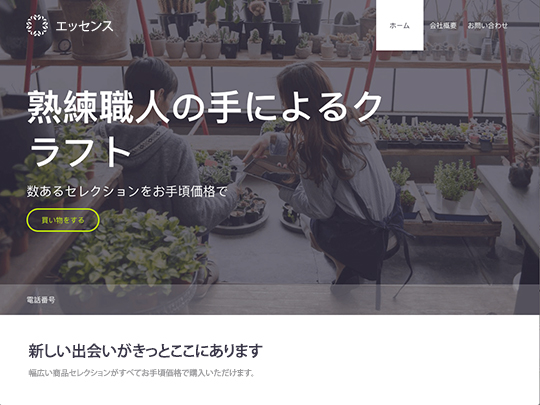 エッセンス
ホーム
会社概要
お問い合わせ
熟練職人の手によるク
ラフト
数あるセレクションをお手頃価格で
買い物をする
電話番号
新しい出会いがきっとここにあります
幅広い商品セレクションがすべてお手頃価格で購入いただけます。